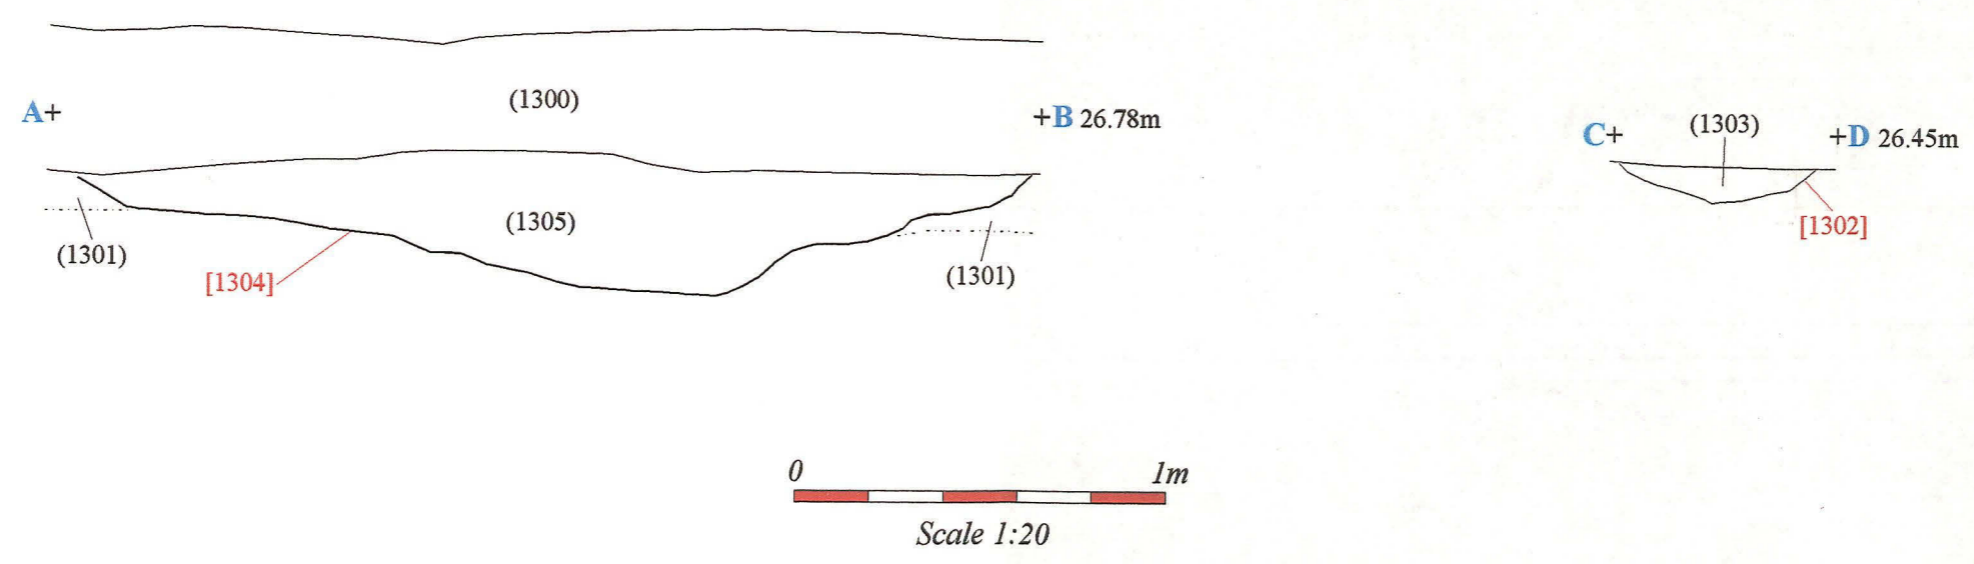 A+
(1300)
+B 26.78m
C+
(1303)
+D 26.45m
(1305)
[1302]
(1301)
[1304]
(1301)
0 1m
Scale 1:20